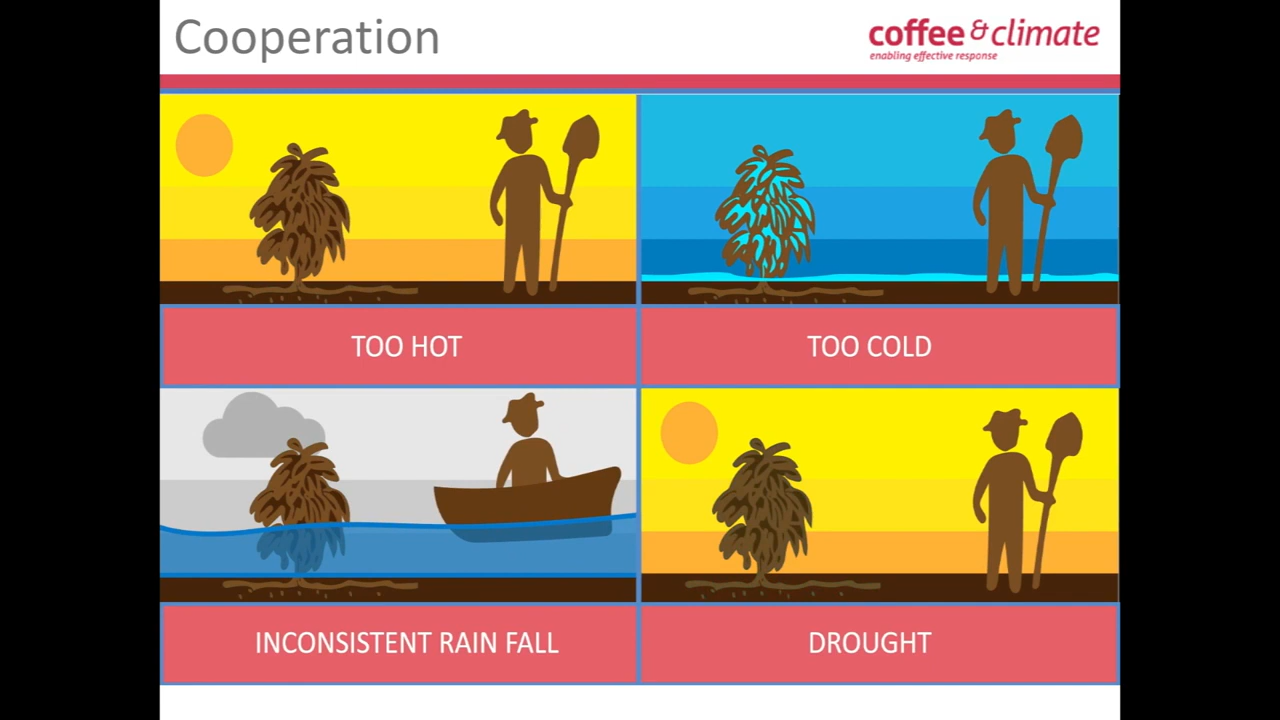 Cooperation
coffee & climate
enabling effective response
TOO HOT
TOO COLD
INCONSISTENT RAIN FALL
DROUGHT